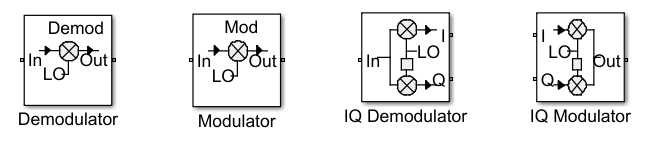 Demod
In Out
LO
Demodulator
Mod
In Out
LO
Modulator
I
In LO
Q
IQ Demodulator
I
LO Out
Q
IQ Modulator